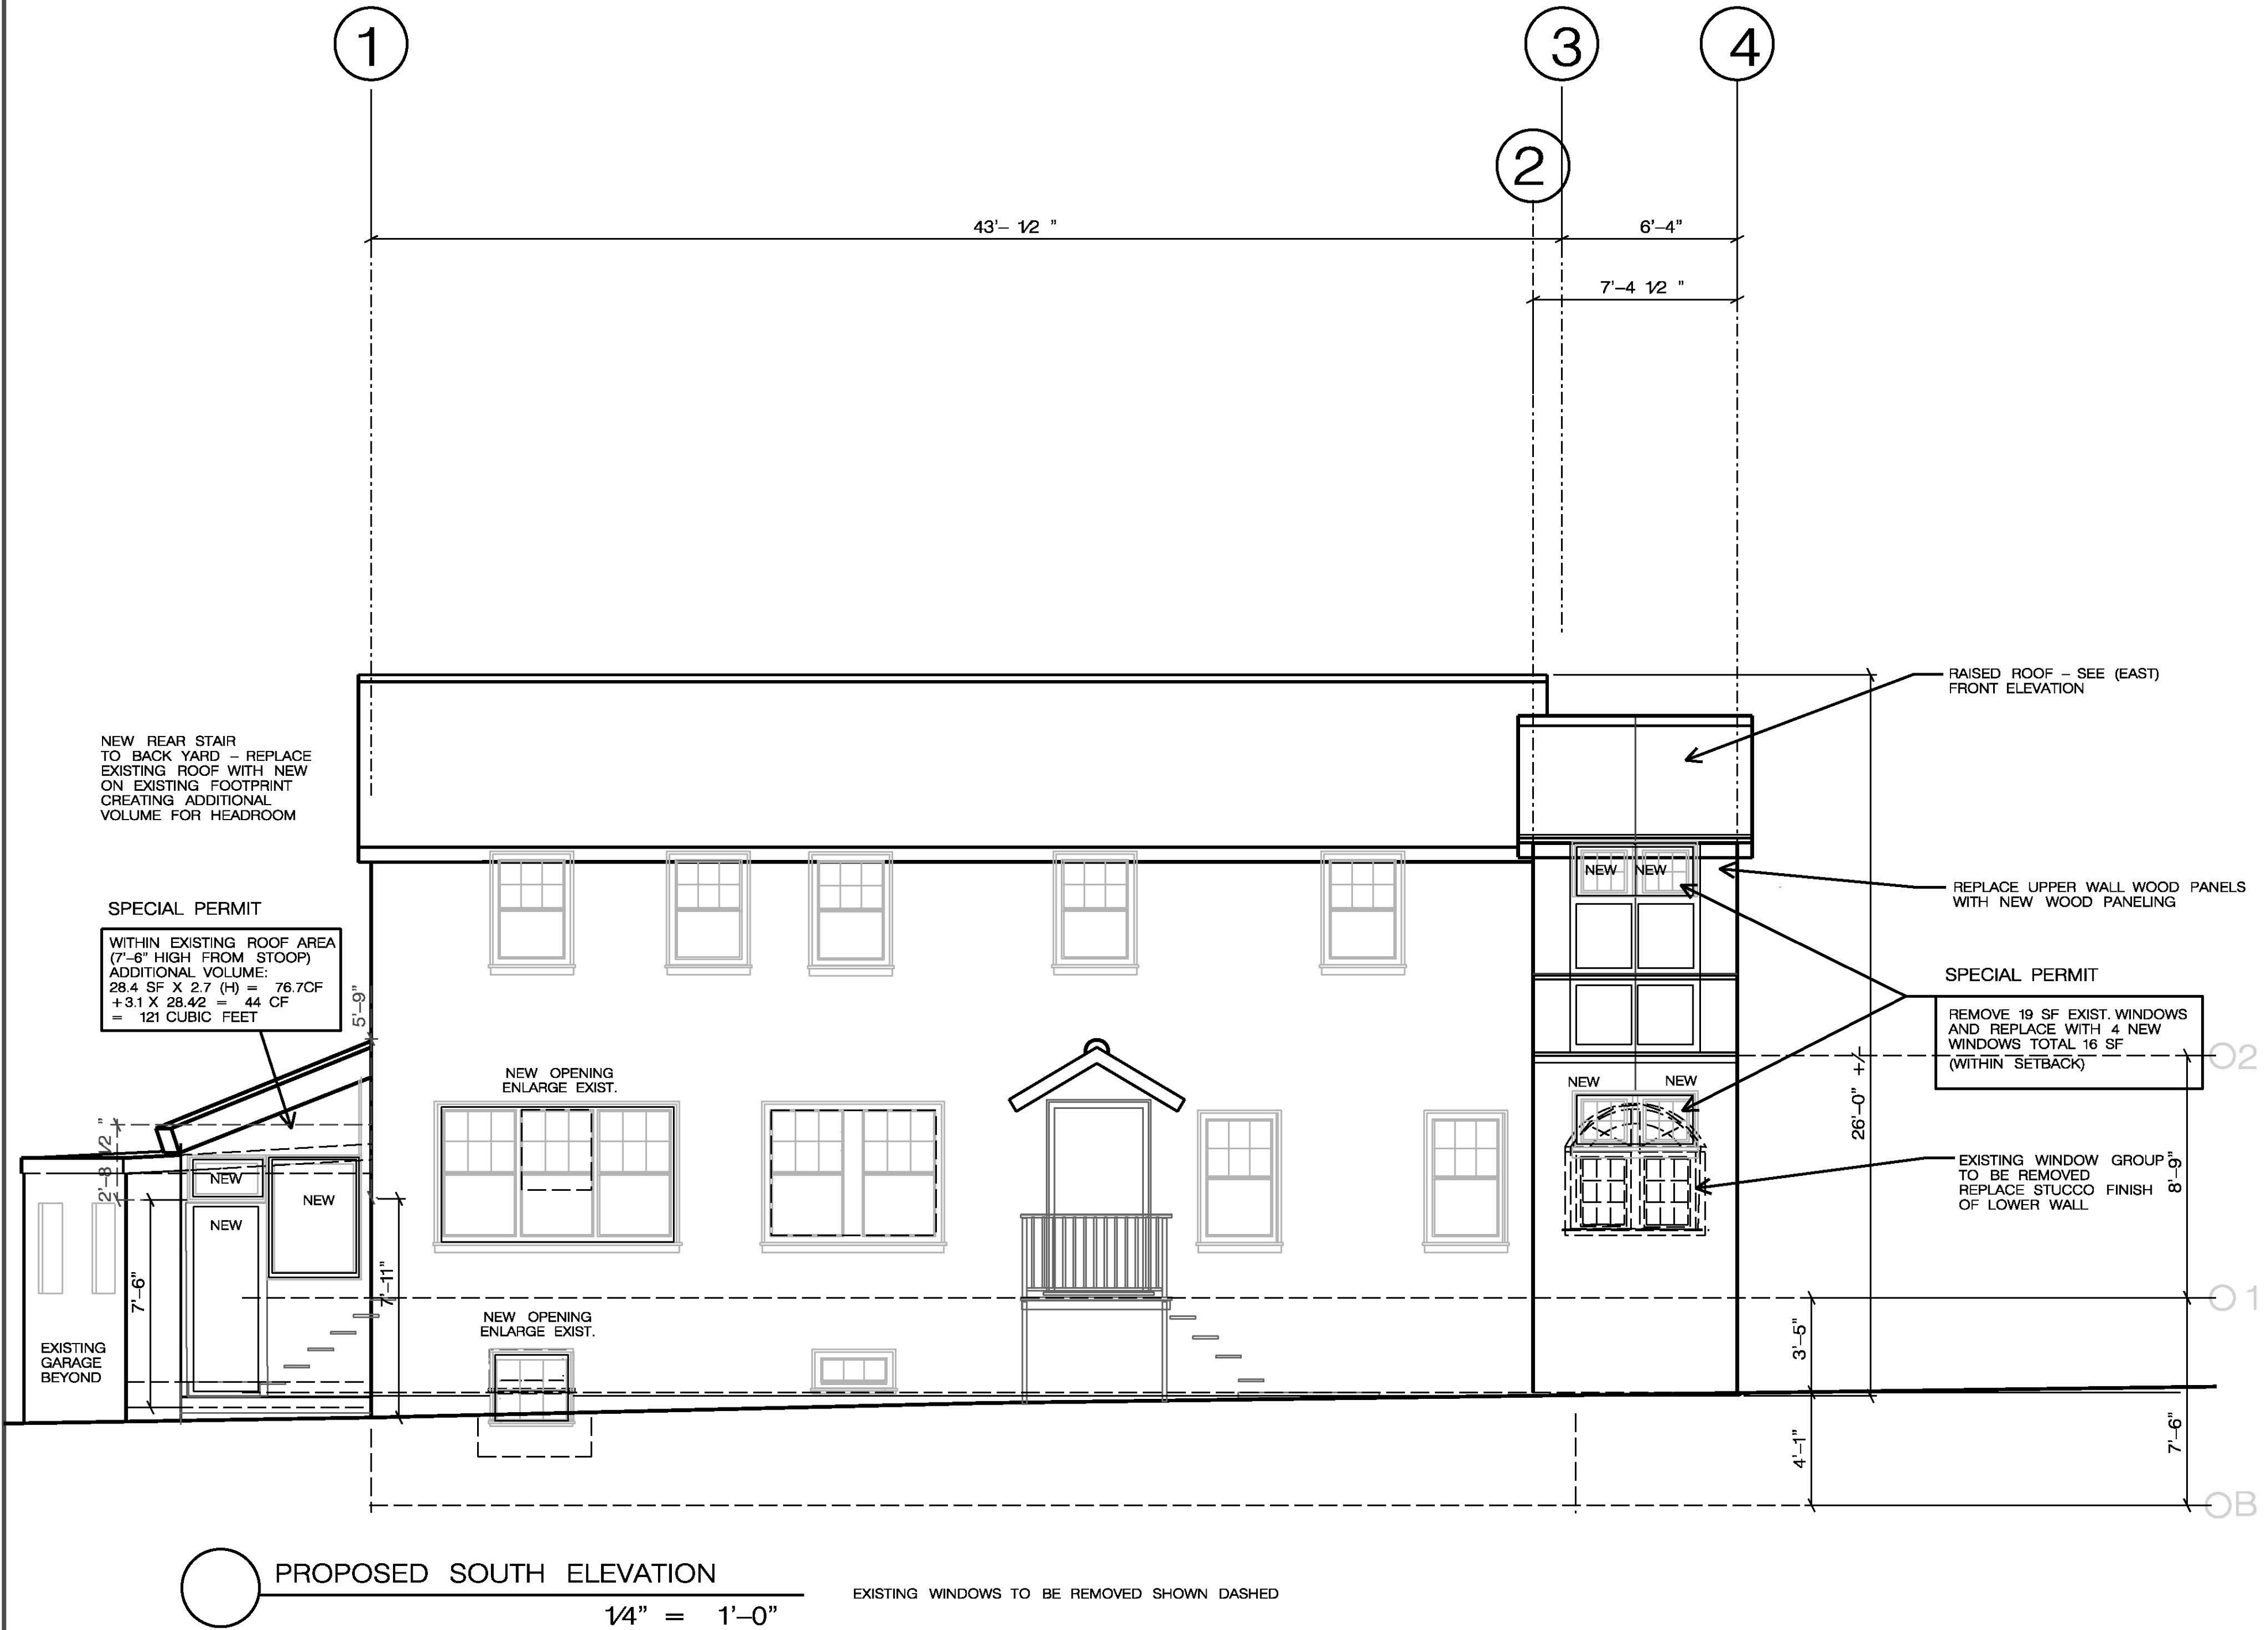 1
3
4
2
43'– 1/2 "
6'–4"
7'–4 1/2 "
RAISED ROOF – SEE (EAST)
FRONT ELEVATION
NEW REAR STAIR
TO BACK YARD – REPLACE
EXISTING ROOF WITH NEW
ON EXISTING FOOTPRINT
CREATING ADDITIONAL
VOLUME FOR HEADROOM
NEW NEW
REPLACE UPPER WALL WOOD PANELS
WITH NEW WOOD PANELING
SPECIAL PERMIT
WITHIN EXISTING ROOF AREA
(7'–6" HIGH FROM STOOP)
ADDITIONAL VOLUME:
28.4 SF X 2.7 (H) = 76.7CF
+3.1 X 28.4/2 = 44 CF
= 121 CUBIC FEET
5'–9"
SPECIAL PERMIT
REMOVE 19 SF EXIST. WINDOWS
AND REPLACE WITH 4 NEW
WINDOWS TOTAL 16 SF
(WITHIN SETBACK)
O2
NEW OPENING
ENLARGE EXIST.
NEW NEW
26'–0" +/–
2'–8 1/2 "
EXISTING WINDOW GROUP
TO BE REMOVED
REPLACE STUCCO FINISH
OF LOWER WALL
8'–9"
NEW
NEW
NEW
7'–6"
7'–11"
O1
NEW OPENING
ENLARGE EXIST.
EXISTING
GARAGE
BEYOND
3'–5"
4'–1"
7'–6"
OB
PROPOSED SOUTH ELEVATION
1/4" = 1'–0"
EXISTING WINDOWS TO BE REMOVED SHOWN DASHED